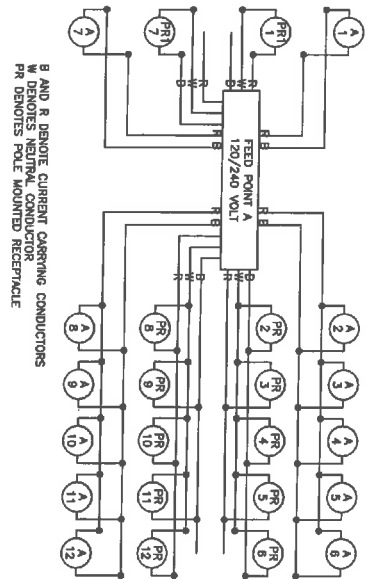 A 1
A 2
A 3
A 4
A 5
A 6
R
B
R
B
PR1 1
PR 2
PR 3
PR 4
PR 5
PR 6
R
W
B
B
W
R
FEED POINT A
120/240 VOLT
R
W
B
B
W
R
PR1 7
PR 8
PR 9
PR 10
PR 11
PR 12
R
B
B
R
A 7
A 8
A 9
A 10
A 11
A 12
B AND R DENOTE CURRENT CARRYING CONDUCTORS
W DENOTES NEUTRAL CONDUCTOR
PR DENOTES POLE MOUNTED RECEPTACLE